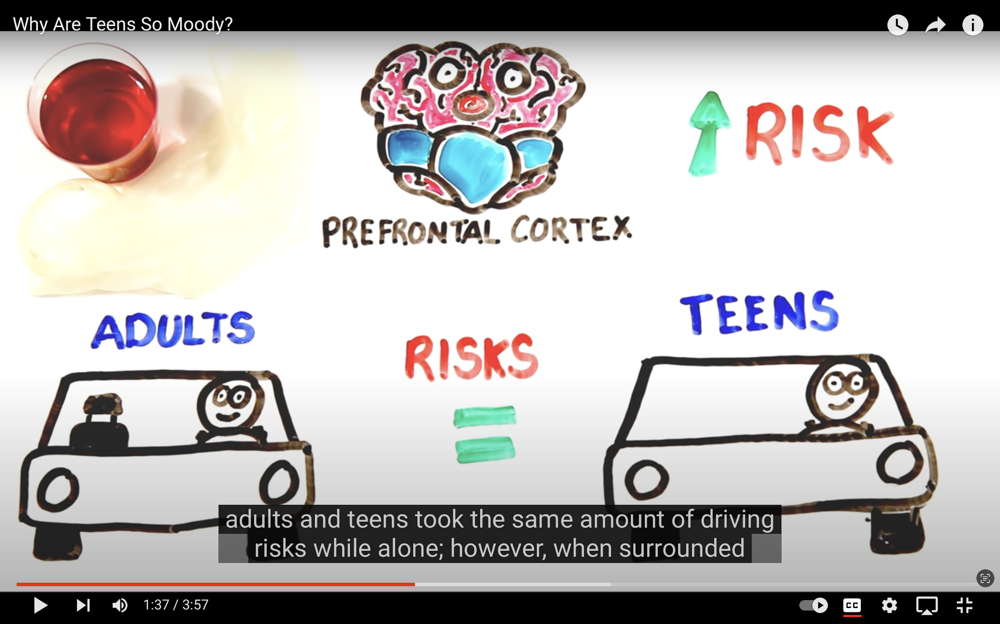 Why Are Teens So Moody?
RISK
PREFRONTAL CORTEX
ADULTS
RISKS
TEENS
adults and teens took the same amount of driving
risks while alone; however, when surrounded
1:37 / 3:57
CC